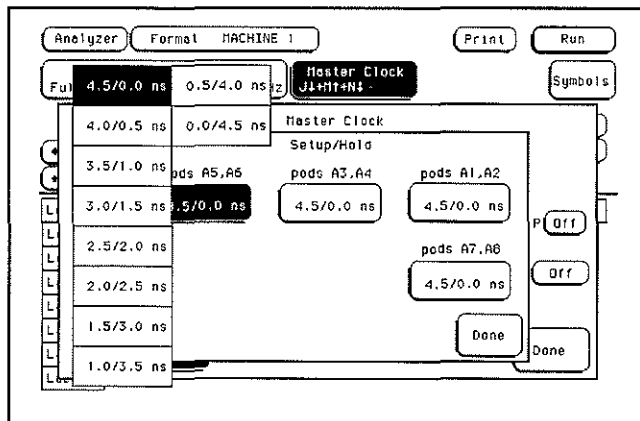 Analyzer Format MACHINE 1 Print Run
Master Clock
J↕+M↑+N↕
Symbols
4.5/0.0 ns 0.5/4.0 ns
4.0/0.5 ns 0.0/4.5 ns
3.5/1.0 ns
3.0/1.5 ns
2.5/2.0 ns
2.0/2.5 ns
1.5/3.0 ns
1.0/3.5 ns
Master Clock
Setup/Hold
pods A5,A6 pods A3,A4 pods A1,A2
4.5/0.0 ns 4.5/0.0 ns
pods A7,A8
4.5/0.0 ns
Done
Off
Off
Done